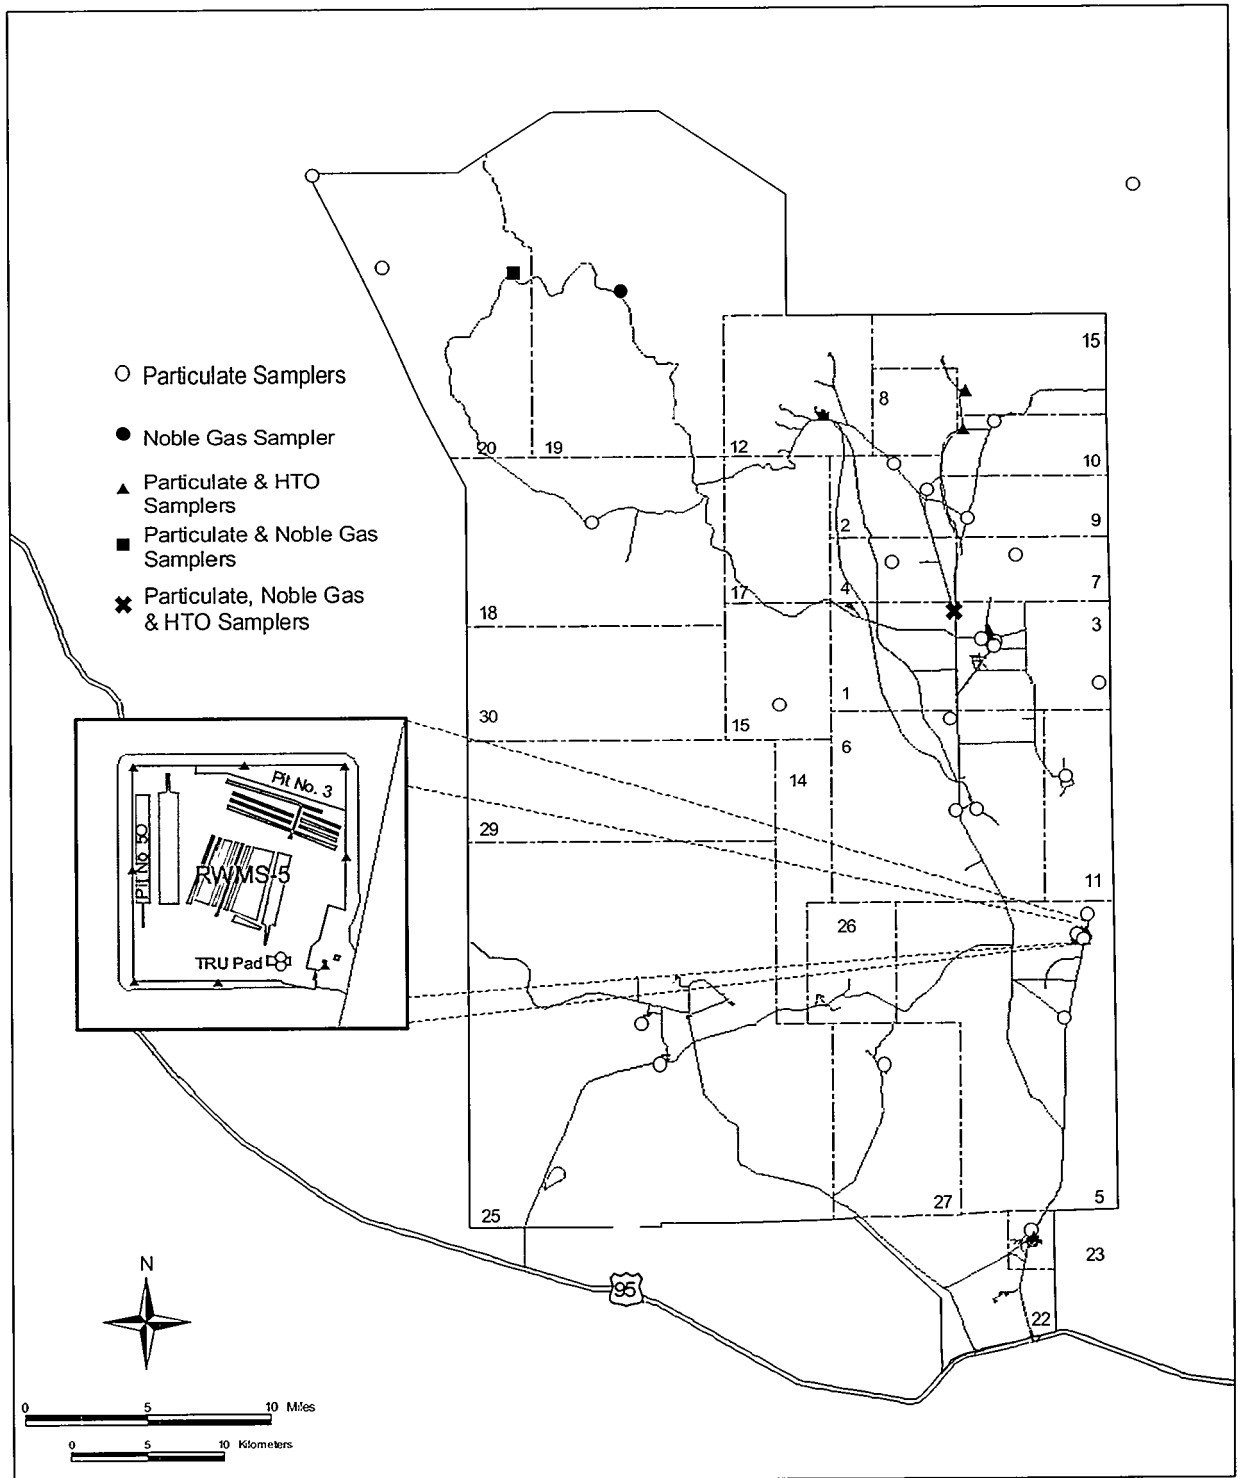 15
Particulate Samplers
8
Noble Gas Sampler
20
19
12
10
Particulate & HTO
Samplers
9
2
Particulate & Noble Gas
Samplers
7
17
4
Particulate, Noble Gas
& HTO Samplers
18
3
1
30
15
6
14
Pit No. 3
29
Pit No 5
RWMS-5
11
26
TRU Pad
25
27
5
23
N
95
22
0 5 10 Miles
0 5 10 Kilometers